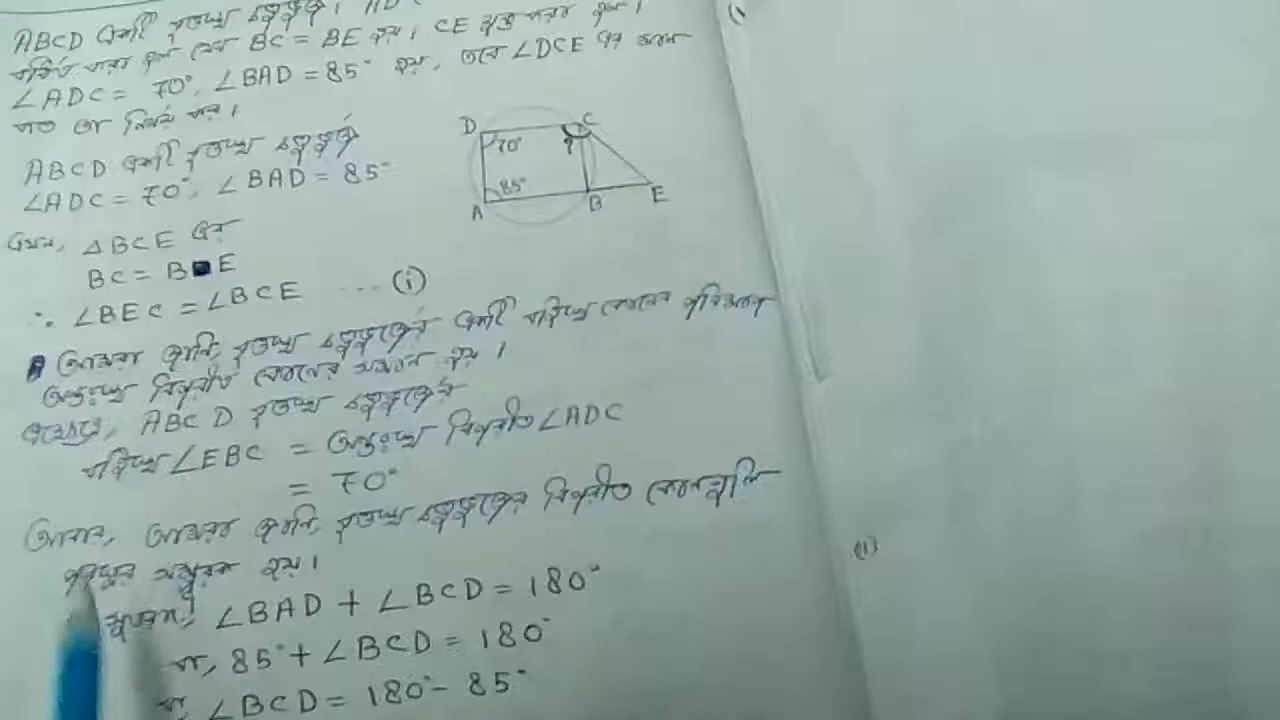 ABCD একটি বৃত্তস্থ চতুর্ভুজ। AD
বর্ধিত করা হল যেন BC = BE হয়। CE যুক্ত করা হল।
∠ADC = 70°, ∠BAD = 85° হয়, তবে ∠DCE এর মান
কত তা নির্ণয় কর।
ABCD একটি বৃত্তস্থ চতুর্ভুজ
∠ADC = 70°, ∠BAD = 85°
D C
70° ?
85°
A B E
এখন, △BCE এর
BC = BE
∴ ∠BEC = ∠BCE ... (i)
আমরা জানি, বৃত্তস্থ চতুর্ভুজের একটি বহিঃস্থ কোণের পরিমাণ
অন্তঃস্থ বিপরীত কোণের সমান হয়।
এক্ষেত্রে, ABCD বৃত্তস্থ চতুর্ভুজের
বহিঃস্থ ∠EBC = অন্তঃস্থ বিপরীত ∠ADC
= 70°
আবার, আমরা জানি, বৃত্তস্থ চতুর্ভুজের বিপরীত কোণগুলি
পরস্পর সম্পূরক হয়।
সুতরাং, ∠BAD + ∠BCD = 180°
বা, 85° + ∠BCD = 180°
বা, ∠BCD = 180° - 85°
(i)